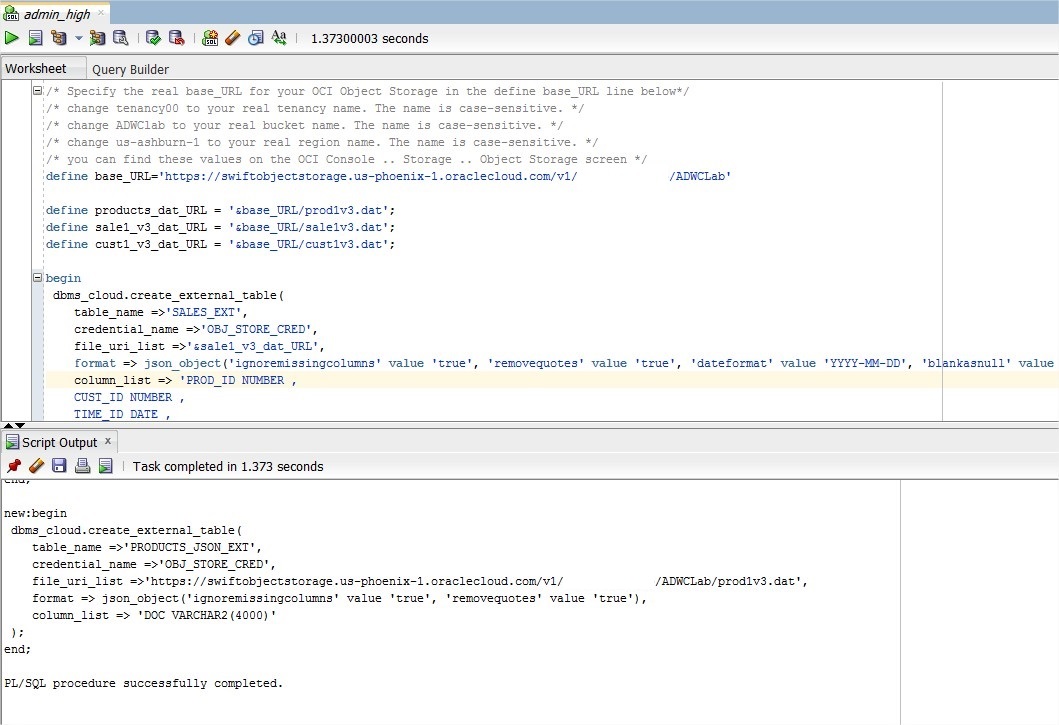 admin_high
1.37300003 seconds
Worksheet Query Builder
/* Specify the real base_URL for your OCI Object Storage in the define base_URL line below*/
/* change tenancy00 to your real tenancy name. The name is case-sensitive. */
/* change ADWClab to your real bucket name. The name is case-sensitive. */
/* change us-ashburn-1 to your real region name. The name is case-sensitive. */
/* you can find these values on the OCI Console .. Storage .. Object Storage screen */
define base_URL='https://swiftobjectstorage.us-phoenix-1.oraclecloud.com/v1/ /ADWCLab'
define products_dat_URL = '&base_URL/prod1v3.dat';
define sale1_v3_dat_URL = '&base_URL/sale1v3.dat';
define cust1_v3_dat_URL = '&base_URL/cust1v3.dat';
begin
dbms_cloud.create_external_table(
table_name =>'SALES_EXT',
credential_name =>'OBJ_STORE_CRED',
file_uri_list =>'&sale1_v3_dat_URL',
format => json_object('ignoremissingcolumns' value 'true', 'removequotes' value 'true', 'dateformat' value 'YYYY-MM-DD', 'blankasnull' value
column_list => 'PROD_ID NUMBER ,
CUST_ID NUMBER ,
TIME_ID DATE ,
Script Output x
Task completed in 1.373 seconds
end;
new:begin
dbms_cloud.create_external_table(
table_name =>'PRODUCTS_JSON_EXT',
credential_name =>'OBJ_STORE_CRED',
file_uri_list =>'https://swiftobjectstorage.us-phoenix-1.oraclecloud.com/v1/ /ADWCLab/prod1v3.dat',
format => json_object('ignoremissingcolumns' value 'true', 'removequotes' value 'true'),
column_list => 'DOC VARCHAR2(4000)'
);
end;
PL/SQL procedure successfully completed.